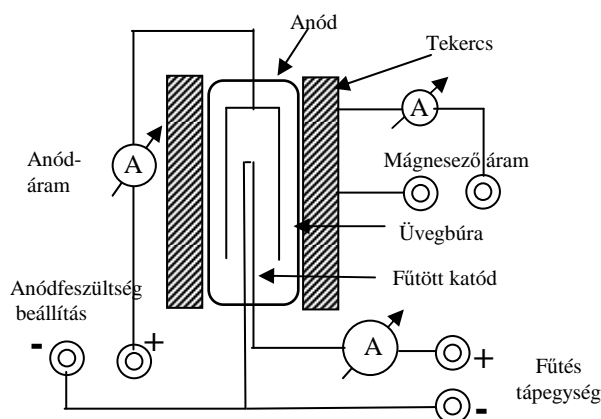 Anód
Tekercs
A
Anód-
áram
A
Mágnesező áram
Üvegbúra
Fűtött katód
Anódfeszültség
beállítás
- +
A
+
Fűtés
tápegység
-